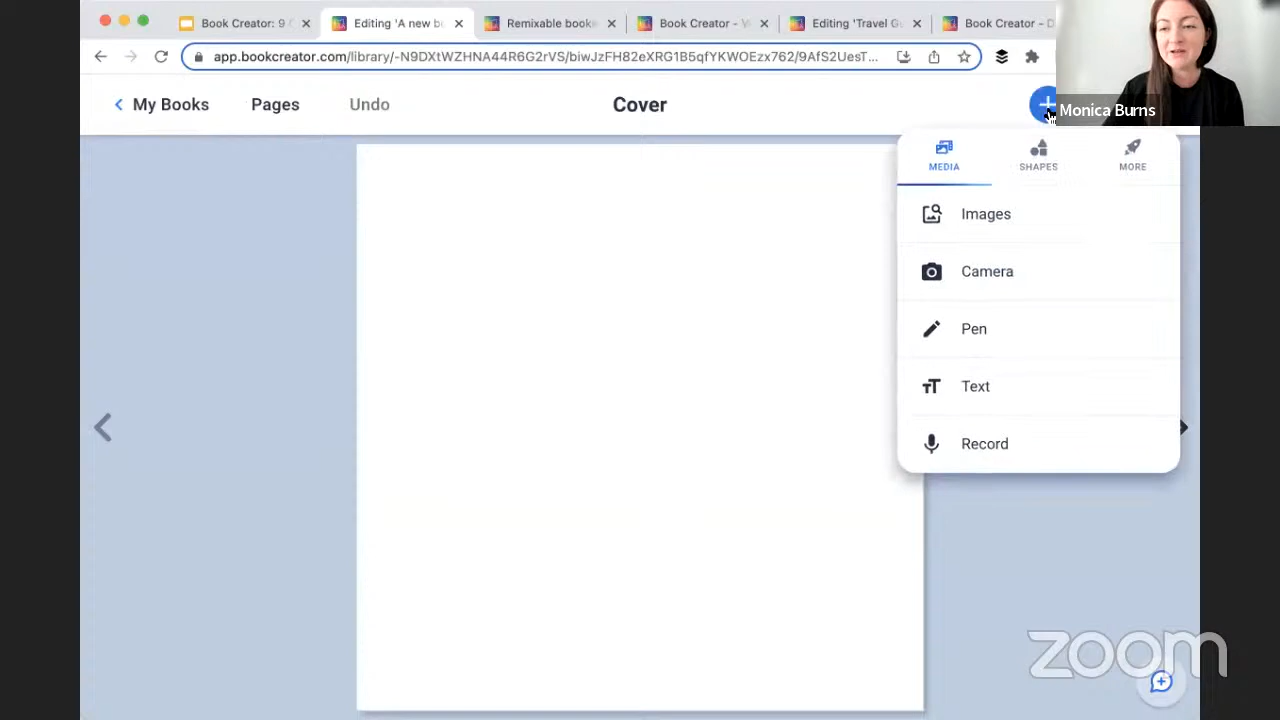 Book Creator: 9
Editing 'A new b
Remixable book
Book Creator – V
Editing 'Travel G
Book Creator – D
app.bookcreator.com/library/-N9DXtWZHNA44R6G2rVS/biwJzFH82eXRG1B5qfYKWOEzx762/9AfS2UesT...
My Books
Pages
Undo
Cover
Monica Burns
MEDIA
SHAPES
MORE
Images
Camera
Pen
Text
Record
zoom